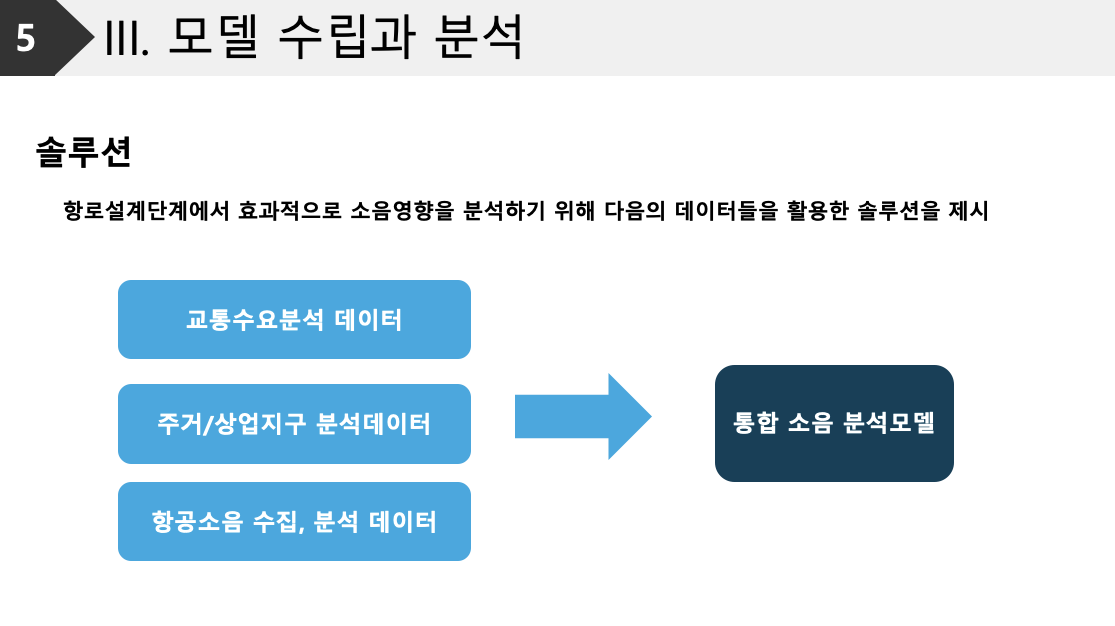 5
III. 모델 수립과 분석
솔루션
항로설계단계에서 효과적으로 소음영향을 분석하기 위해 다음의 데이터들을 활용한 솔루션을 제시
교통수요분석 데이터
주거/상업지구 분석데이터
항공소음 수집, 분석 데이터
통합 소음 분석모델